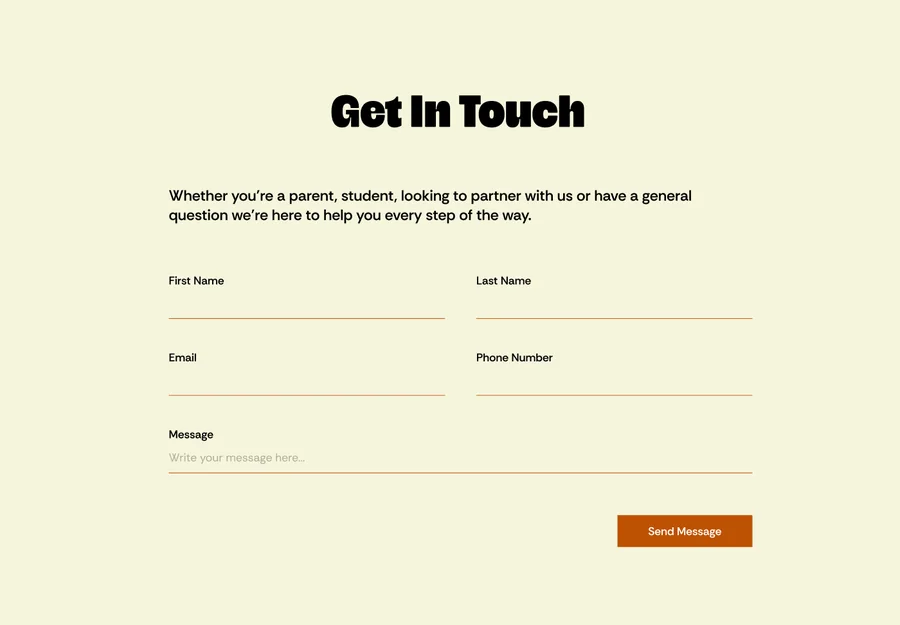 Get In Touch
Whether you're a parent, student, looking to partner with us or have a general
question we're here to help you every step of the way.
First Name
Last Name
Email
Phone Number
Message
Write your message here...
Send Message